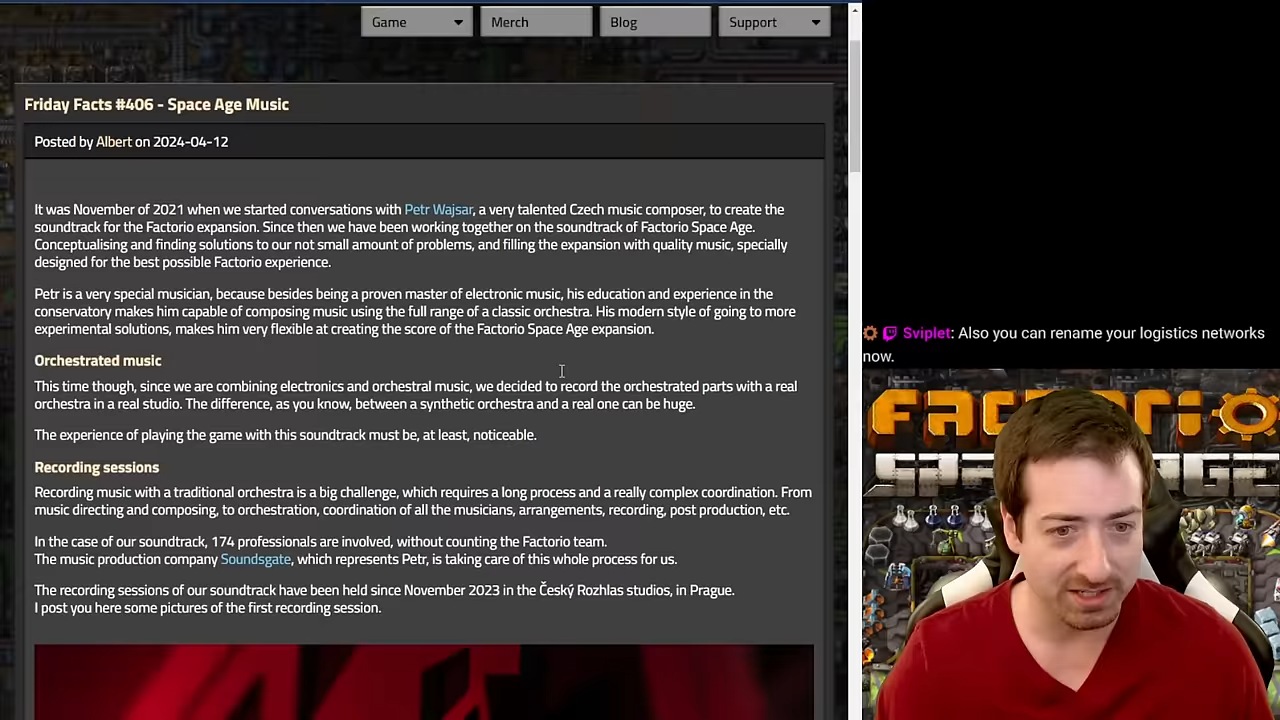 Game
Merch
Blog
Support
Friday Facts #406 - Space Age Music
Posted by Albert on 2024-04-12
It was November of 2021 when we started conversations with Petr Wajsar, a very talented Czech music composer, to create the
soundtrack for the Factorio expansion. Since then we have been working together on the soundtrack of Factorio Space Age.
Conceptualising and finding solutions to our not small amount of problems, and filling the expansion with quality music, specially
designed for the best possible Factorio experience.
Petr is a very special musician, because besides being a proven master of electronic music, his education and experience in the
conservatory makes him capable of composing music using the full range of a classic orchestra. His modern style of going to more
experimental solutions, makes him very flexible at creating the score of the Factorio Space Age expansion.
Orchestrated music
This time though, since we are combining electronics and orchestral music, we decided to record the orchestrated parts with a real
orchestra in a real studio. The difference, as you know, between a synthetic orchestra and a real one can be huge.
The experience of playing the game with this soundtrack must be, at least, noticeable.
Recording sessions
Recording music with a traditional orchestra is a big challenge, which requires a long process and a really complex coordination. From
music directing and composing, to orchestration, coordination of all the musicians, arrangements, recording, post production, etc.
In the case of our soundtrack, 174 professionals are involved, without counting the Factorio team.
The music production company Soundsgate, which represents Petr, is taking care of this whole process for us.
The recording sessions of our soundtrack have been held since November 2023 in the Český Rozhlas studios, in Prague.
I post you here some pictures of the first recording session.
Sviplet: Also you can rename your logistics networks
now.